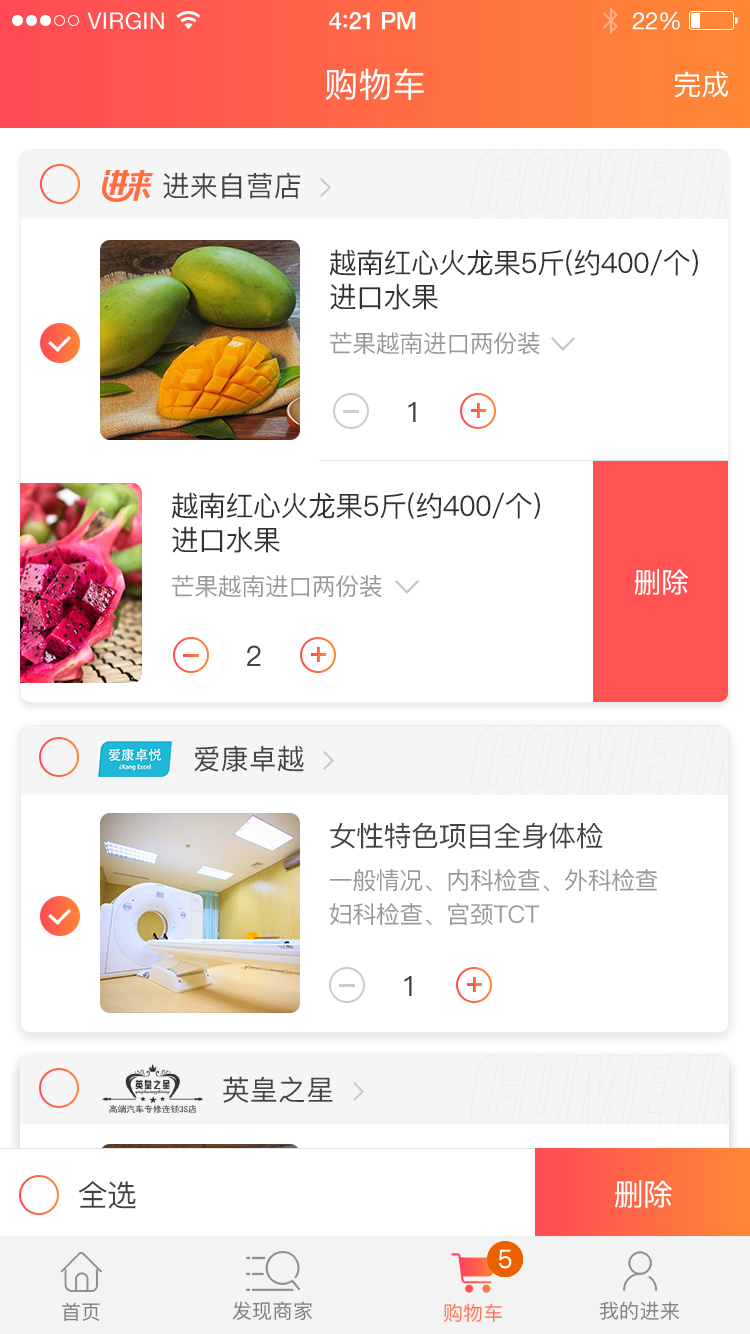 VIRGIN 4:21 PM 22%
购物车 完成
进来 进来自营店 COME IN
越南红心火龙果5斤(约400/个)
进口水果
芒果越南进口两份装
1
越南红心火龙果5斤(约400/个)
进口水果
芒果越南进口两份装
删除
2
爱康卓悦 爱康卓越 COME IN
iKang Excel
女性特色项目全身体检
一般情况、内科检查、外科检查
妇科检查、宫颈TCT
1
英皇之星 英皇之星 COME IN
高端汽车专修连锁3S店
全选 删除
5
首页 发现商家 购物车 我的进来